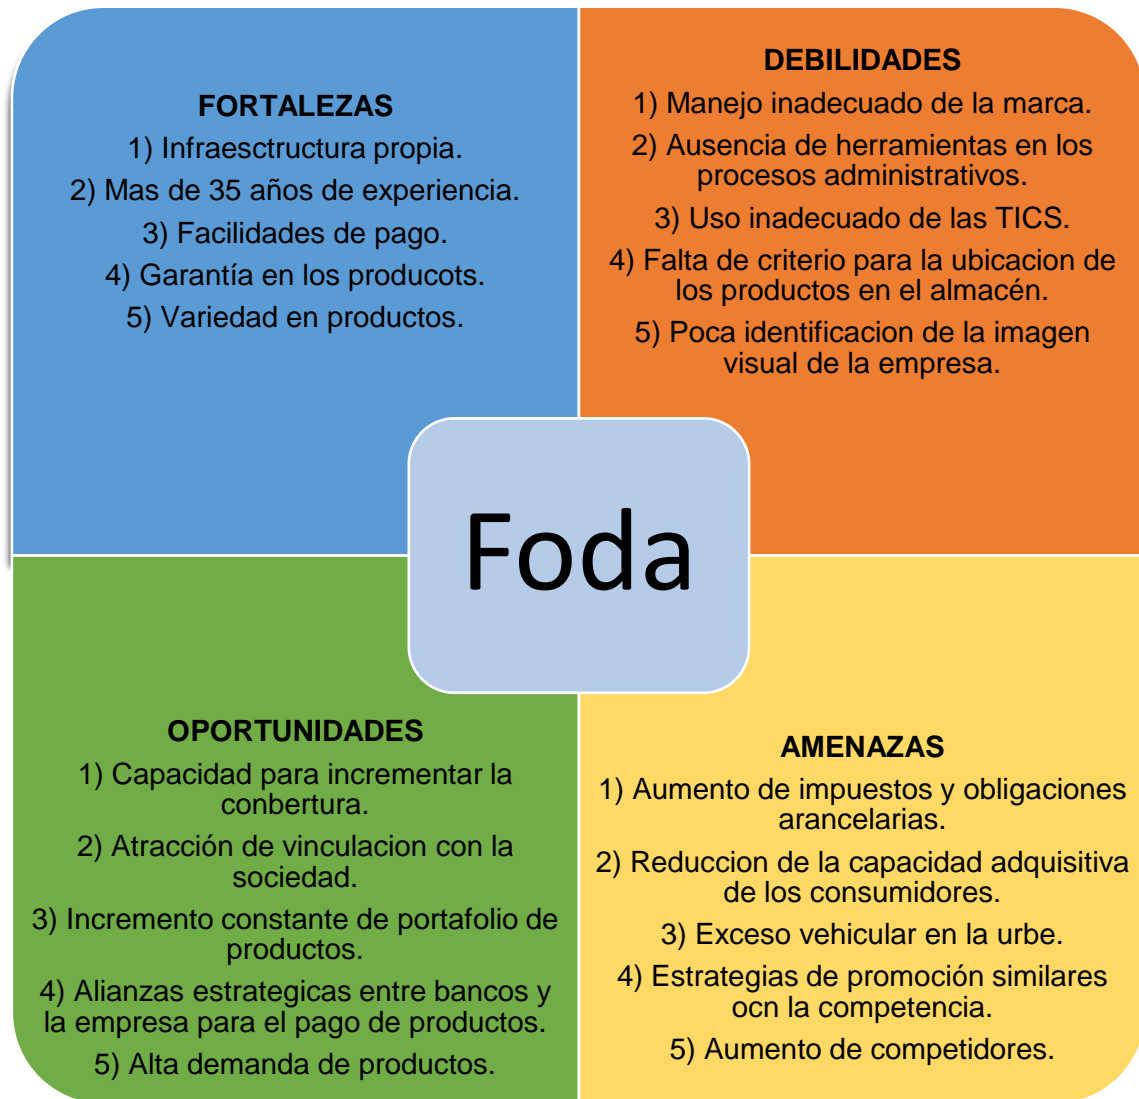 FORTALEZAS
1) Infraesctructura propia.
2) Mas de 35 años de experiencia.
3) Facilidades de pago.
4) Garantía en los producots.
5) Variedad en productos.
DEBILIDADES
1) Manejo inadecuado de la marca.
2) Ausencia de herramientas en los
procesos administrativos.
3) Uso inadecuado de las TICS.
4) Falta de criterio para la ubicacion de
los productos en el almacén.
5) Poca identificacion de la imagen
visual de la empresa.
Foda
OPORTUNIDADES
1) Capacidad para incrementar la
conbertura.
2) Atracción de vinculacion con la
sociedad.
3) Incremento constante de portafolio de
productos.
4) Alianzas estrategicas entre bancos y
la empresa para el pago de productos.
5) Alta demanda de productos.
AMENAZAS
1) Aumento de impuestos y obligaciones
arancelarias.
2) Reduccion de la capacidad adquisitiva
de los consumidores.
3) Exceso vehicular en la urbe.
4) Estrategias de promoción similares
ocn la competencia.
5) Aumento de competidores.